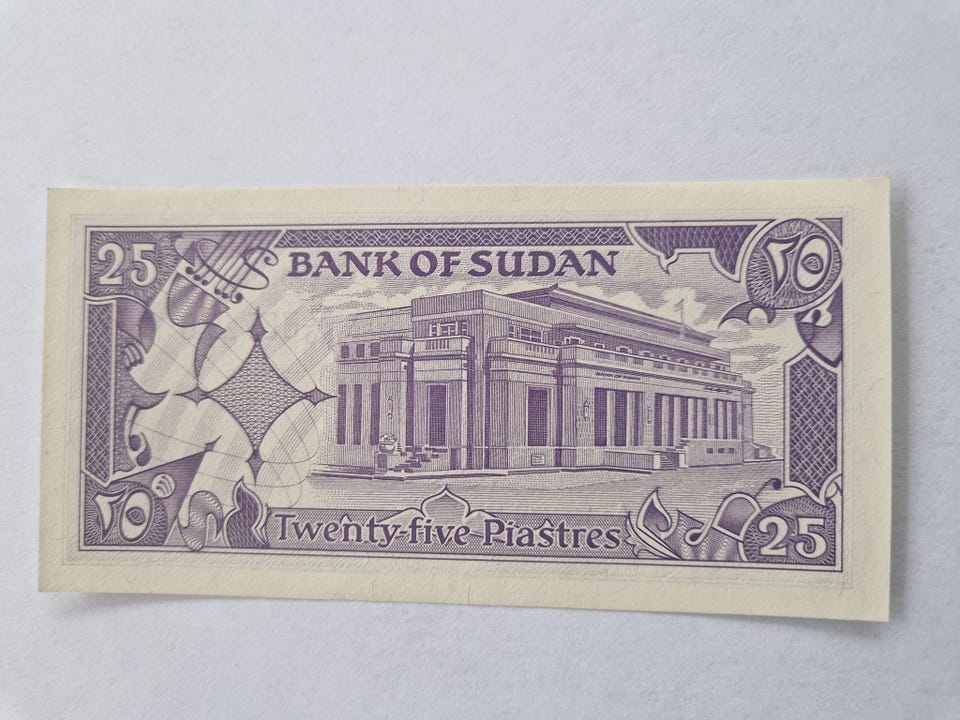 25
BANK OF SUDAN
٢٥
٢٥
Twenty-five Piastres
25